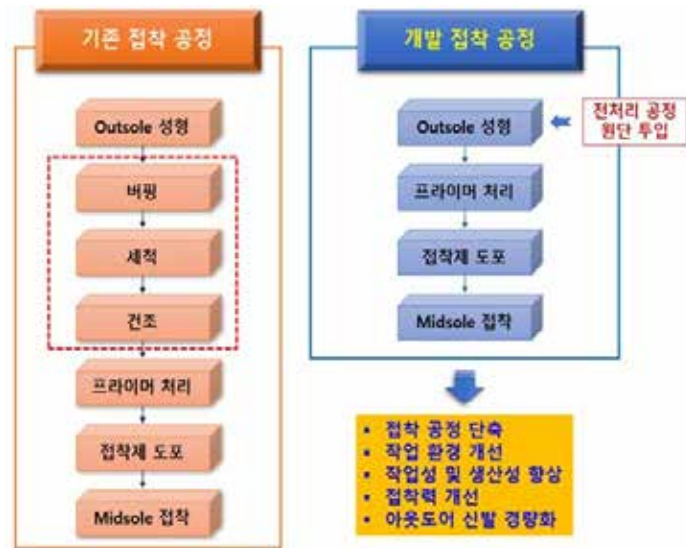 기존 접착 공정
Outsole 성형
버핑
세척
건조
프라이머 처리
접착제 도포
Midsole 접착
개발 접착 공정
전처리 공정
원단 투입
Outsole 성형
프라이머 처리
접착제 도포
Midsole 접착
• 접착 공정 단축
• 작업 환경 개선
• 작업성 및 생산성 향상
• 접착력 개선
• 아웃도어 신발 경량화